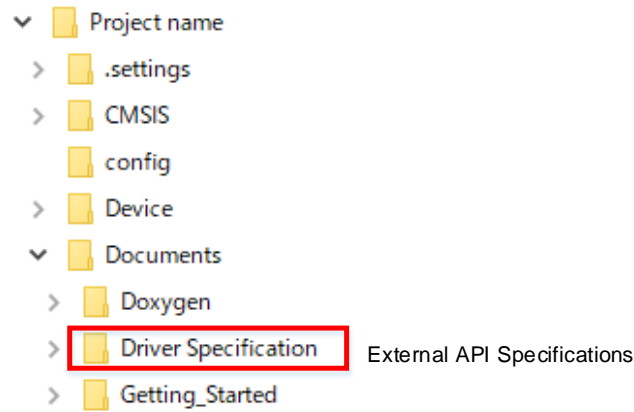 Project name
.settings
CMSIS
config
Device
Documents
Doxygen
Driver Specification
External API Specifications
Getting_Started